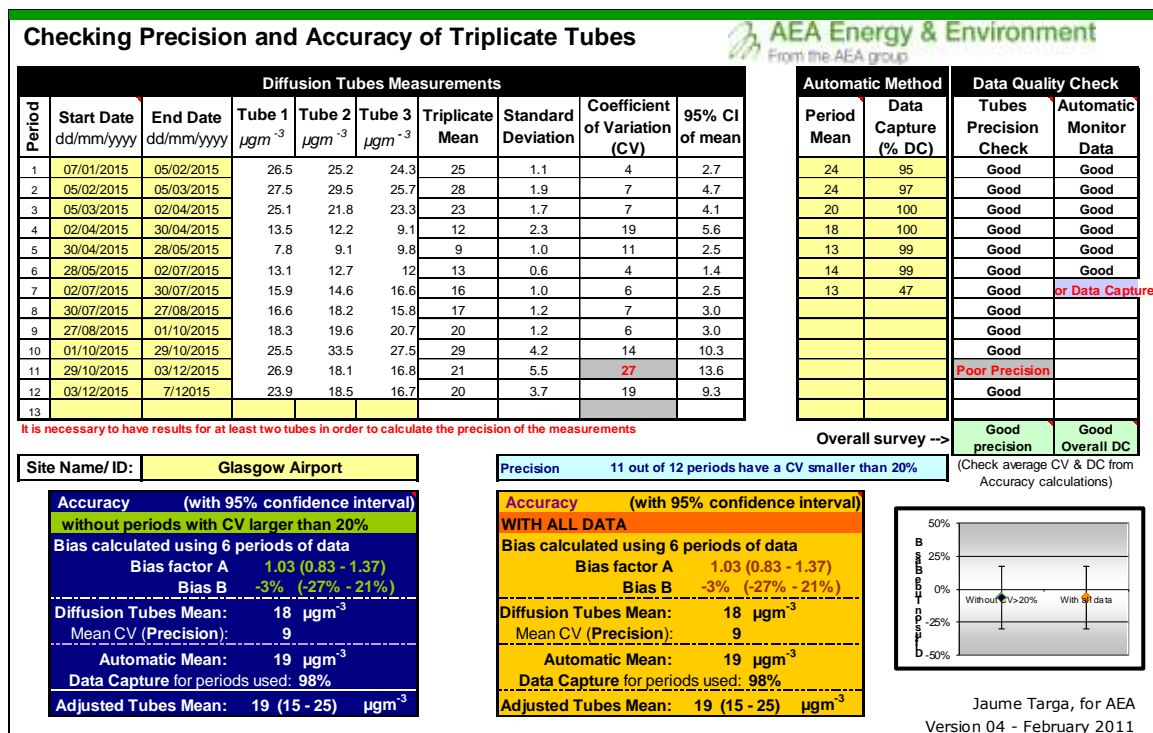 Checking Precision and Accuracy of Triplicate Tubes
AEA Energy & Environment
From the AEA group
Diffusion Tubes Measurements
Automatic Method
Data Quality Check
Period
Start Date dd/mm/yyyy
End Date dd/mm/yyyy
Tube 1 µgm -3
Tube 2 µgm -3
Tube 3 µgm -3
Triplicate Mean
Standard Deviation
Coefficient of Variation (CV)
95% CI of mean
Period Mean
Data Capture (% DC)
Tubes Precision Check
Automatic Monitor Data
1 07/01/2015 05/02/2015 26.5 25.2 24.3 25 1.1 4 2.7 24 95 Good Good
2 05/02/2015 05/03/2015 27.5 29.5 25.7 28 1.9 7 4.7 24 97 Good Good
3 05/03/2015 02/04/2015 25.1 21.8 23.3 23 1.7 7 4.1 20 100 Good Good
4 02/04/2015 30/04/2015 13.5 12.2 9.1 12 2.3 19 5.6 18 100 Good Good
5 30/04/2015 28/05/2015 7.8 9.1 9.8 9 1.0 11 2.5 13 99 Good Good
6 28/05/2015 02/07/2015 13.1 12.7 12 13 0.6 4 1.4 14 99 Good Good
7 02/07/2015 30/07/2015 15.9 14.6 16.6 16 1.0 6 2.5 13 47 Good or Data Capture
8 30/07/2015 27/08/2015 16.6 18.2 15.8 17 1.2 7 3.0 Good
9 27/08/2015 01/10/2015 18.3 19.6 20.7 20 1.2 6 3.0 Good
10 01/10/2015 29/10/2015 25.5 33.5 27.5 29 4.2 14 10.3 Good
11 29/10/2015 03/12/2015 26.9 18.1 16.8 21 5.5 27 13.6 Poor Precision
12 03/12/2015 7/12015 23.9 18.5 16.7 20 3.7 19 9.3 Good
13
It is necessary to have results for at least two tubes in order to calculate the precision of the measurements
Overall survey -->
Good precision
Good Overall DC
Site Name/ ID: Glasgow Airport
Precision 11 out of 12 periods have a CV smaller than 20%
(Check average CV & DC from
Accuracy calculations)
Accuracy (with 95% confidence interval)
without periods with CV larger than 20%
Bias calculated using 6 periods of data
Bias factor A 1.03 (0.83 - 1.37)
Bias B -3% (-27% - 21%)
Diffusion Tubes Mean: 18 µgm-3
Mean CV (Precision): 9
Automatic Mean: 19 µgm-3
Data Capture for periods used: 98%
Adjusted Tubes Mean: 19 (15 - 25) µgm-3
Accuracy (with 95% confidence interval)
WITH ALL DATA
Bias calculated using 6 periods of data
Bias factor A 1.03 (0.83 - 1.37)
Bias B -3% (-27% - 21%)
Diffusion Tubes Mean: 18 µgm-3
Mean CV (Precision): 9
Automatic Mean: 19 µgm-3
Data Capture for periods used: 98%
Adjusted Tubes Mean: 19 (15 - 25) µgm-3
50%
25%
0%
-25%
-50%
Without CV>20%
With all data
Jaume Targa, for AEA
Version 04 - February 2011